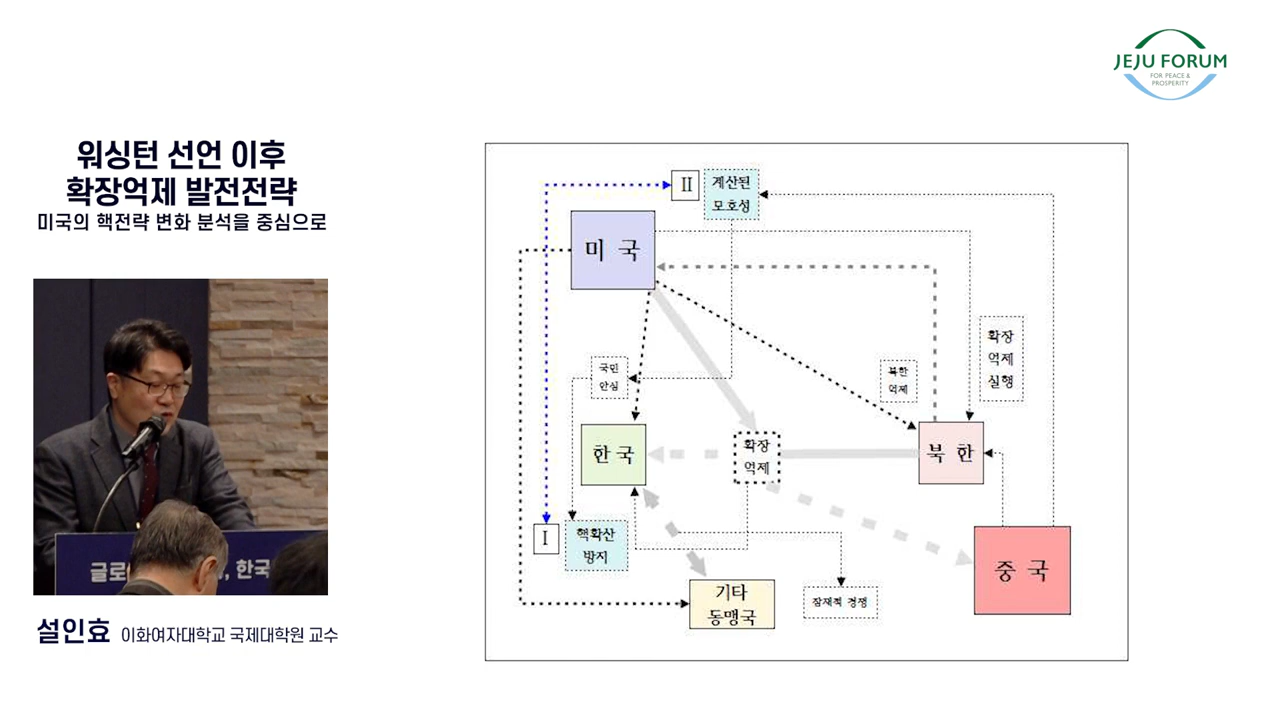 JEJU FORUM
FOR PEACE &
PROSPERITY
워싱턴 선언 이후
확장억제 발전전략
미국의 핵전략 변화 분석을 중심으로
글로
, 한국
설인효 이화여자대학교 국제대학원 교수
II
계산된
모호성
미 국
확장
억제
실행
국민
안심
북한
억제
한국
확장
억제
북 한
I
핵확산
방지
중 국
기타
동맹국
잠재적 경쟁